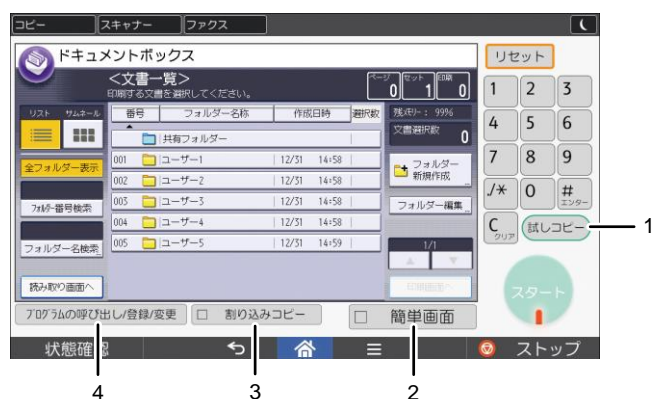 コピー
スキャナー
ファクス
ドキュメントボックス
<文書一覧>
印刷する文書を選択してください。
ページ
セット
印刷
0
1
0
リセット
1
2
3
4
5
6
7
8
9
./*
0
#
エンター
C
クリア
試しコピー
スタート
リスト
サムネール
番号
フォルダー名称
作成日時
選択数
残メモリー: 99%
文書選択数
0
共有フォルダー
001 ユーザー1 12/31 14:58
002 ユーザー2 12/31 14:58
003 ユーザー3 12/31 14:58
004 ユーザー4 12/31 14:58
005 ユーザー5 12/31 14:59
全フォルダー表示
フォルダー番号検索
フォルダー名検索
読み取り画面へ
フォルダー
新規作成
フォルダー編集
1/1
印刷画面へ
プログラムの呼び出し/登録/変更
割り込みコピー
簡単画面
状態確認
ストップ
1
4
3
2